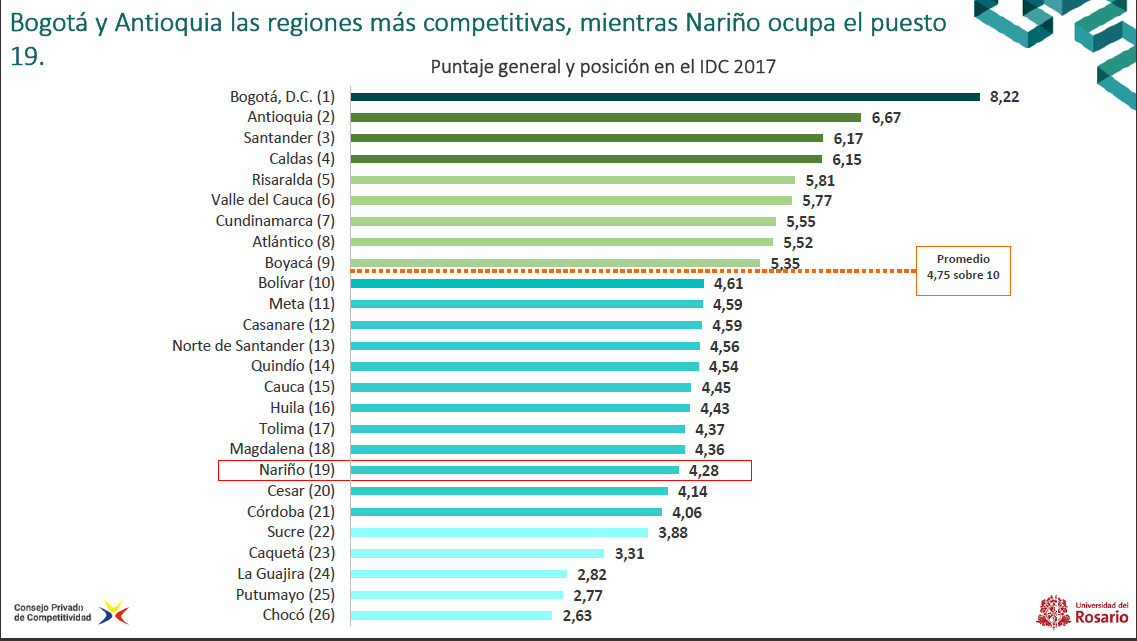 Bogotá y Antioquia las regiones más competitivas, mientras Nariño ocupa el puesto
19.
Puntaje general y posición en el IDC 2017
Bogotá, D.C. (1) 8,22
Antioquia (2) 6,67
Santander (3) 6,17
Caldas (4) 6,15
Risaralda (5) 5,81
Valle del Cauca (6) 5,77
Cundinamarca (7) 5,55
Atlántico (8) 5,52
Boyacá (9) 5,35
Promedio
4,75 sobre 10
Bolívar (10) 4,61
Meta (11) 4,59
Casanare (12) 4,59
Norte de Santander (13) 4,56
Quindío (14) 4,54
Cauca (15) 4,45
Huila (16) 4,43
Tolima (17) 4,37
Magdalena (18) 4,36
Nariño (19) 4,28
Cesar (20) 4,14
Córdoba (21) 4,06
Sucre (22) 3,88
Caquetá (23) 3,31
La Guajira (24) 2,82
Putumayo (25) 2,77
Chocó (26) 2,63
Consejo Privado
de Competitividad
Universidad del
Rosario